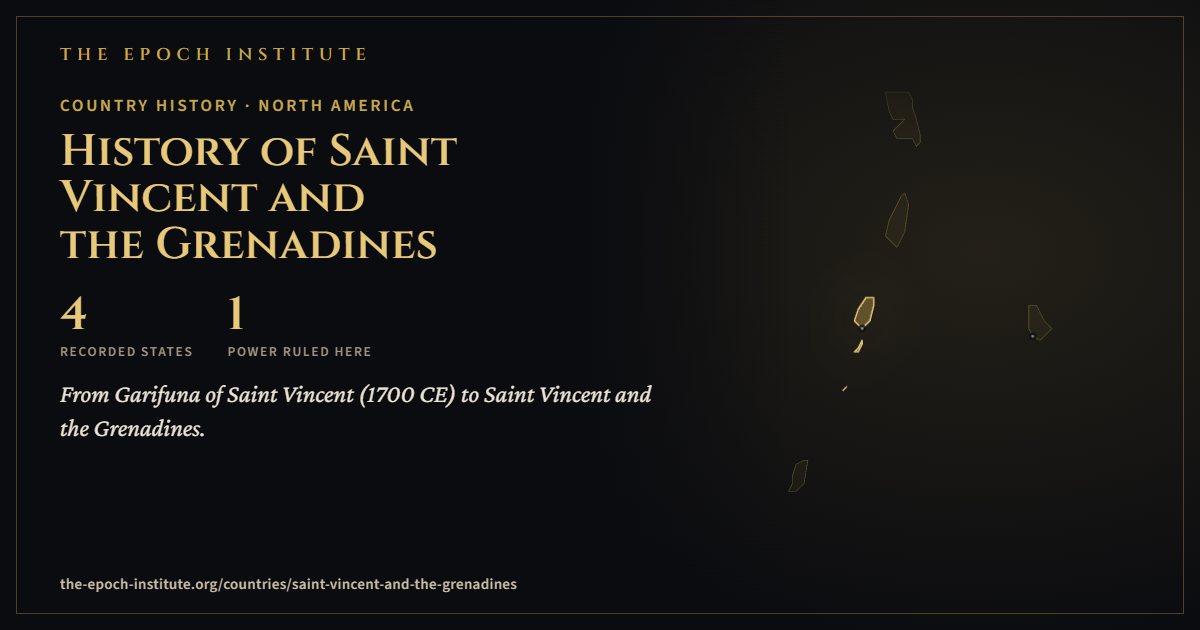 THE EPOCH INSTITUTE
COUNTRY HISTORY · NORTH AMERICA
History of Saint
Vincent and
the Grenadines
4
1
RECORDED STATES
POWER RULED HERE
From Garifuna of Saint Vincent (1700 CE) to Saint Vincent and
the Grenadines.
the-epoch-institute.org/countries/saint-vincent-and-the-grenadines